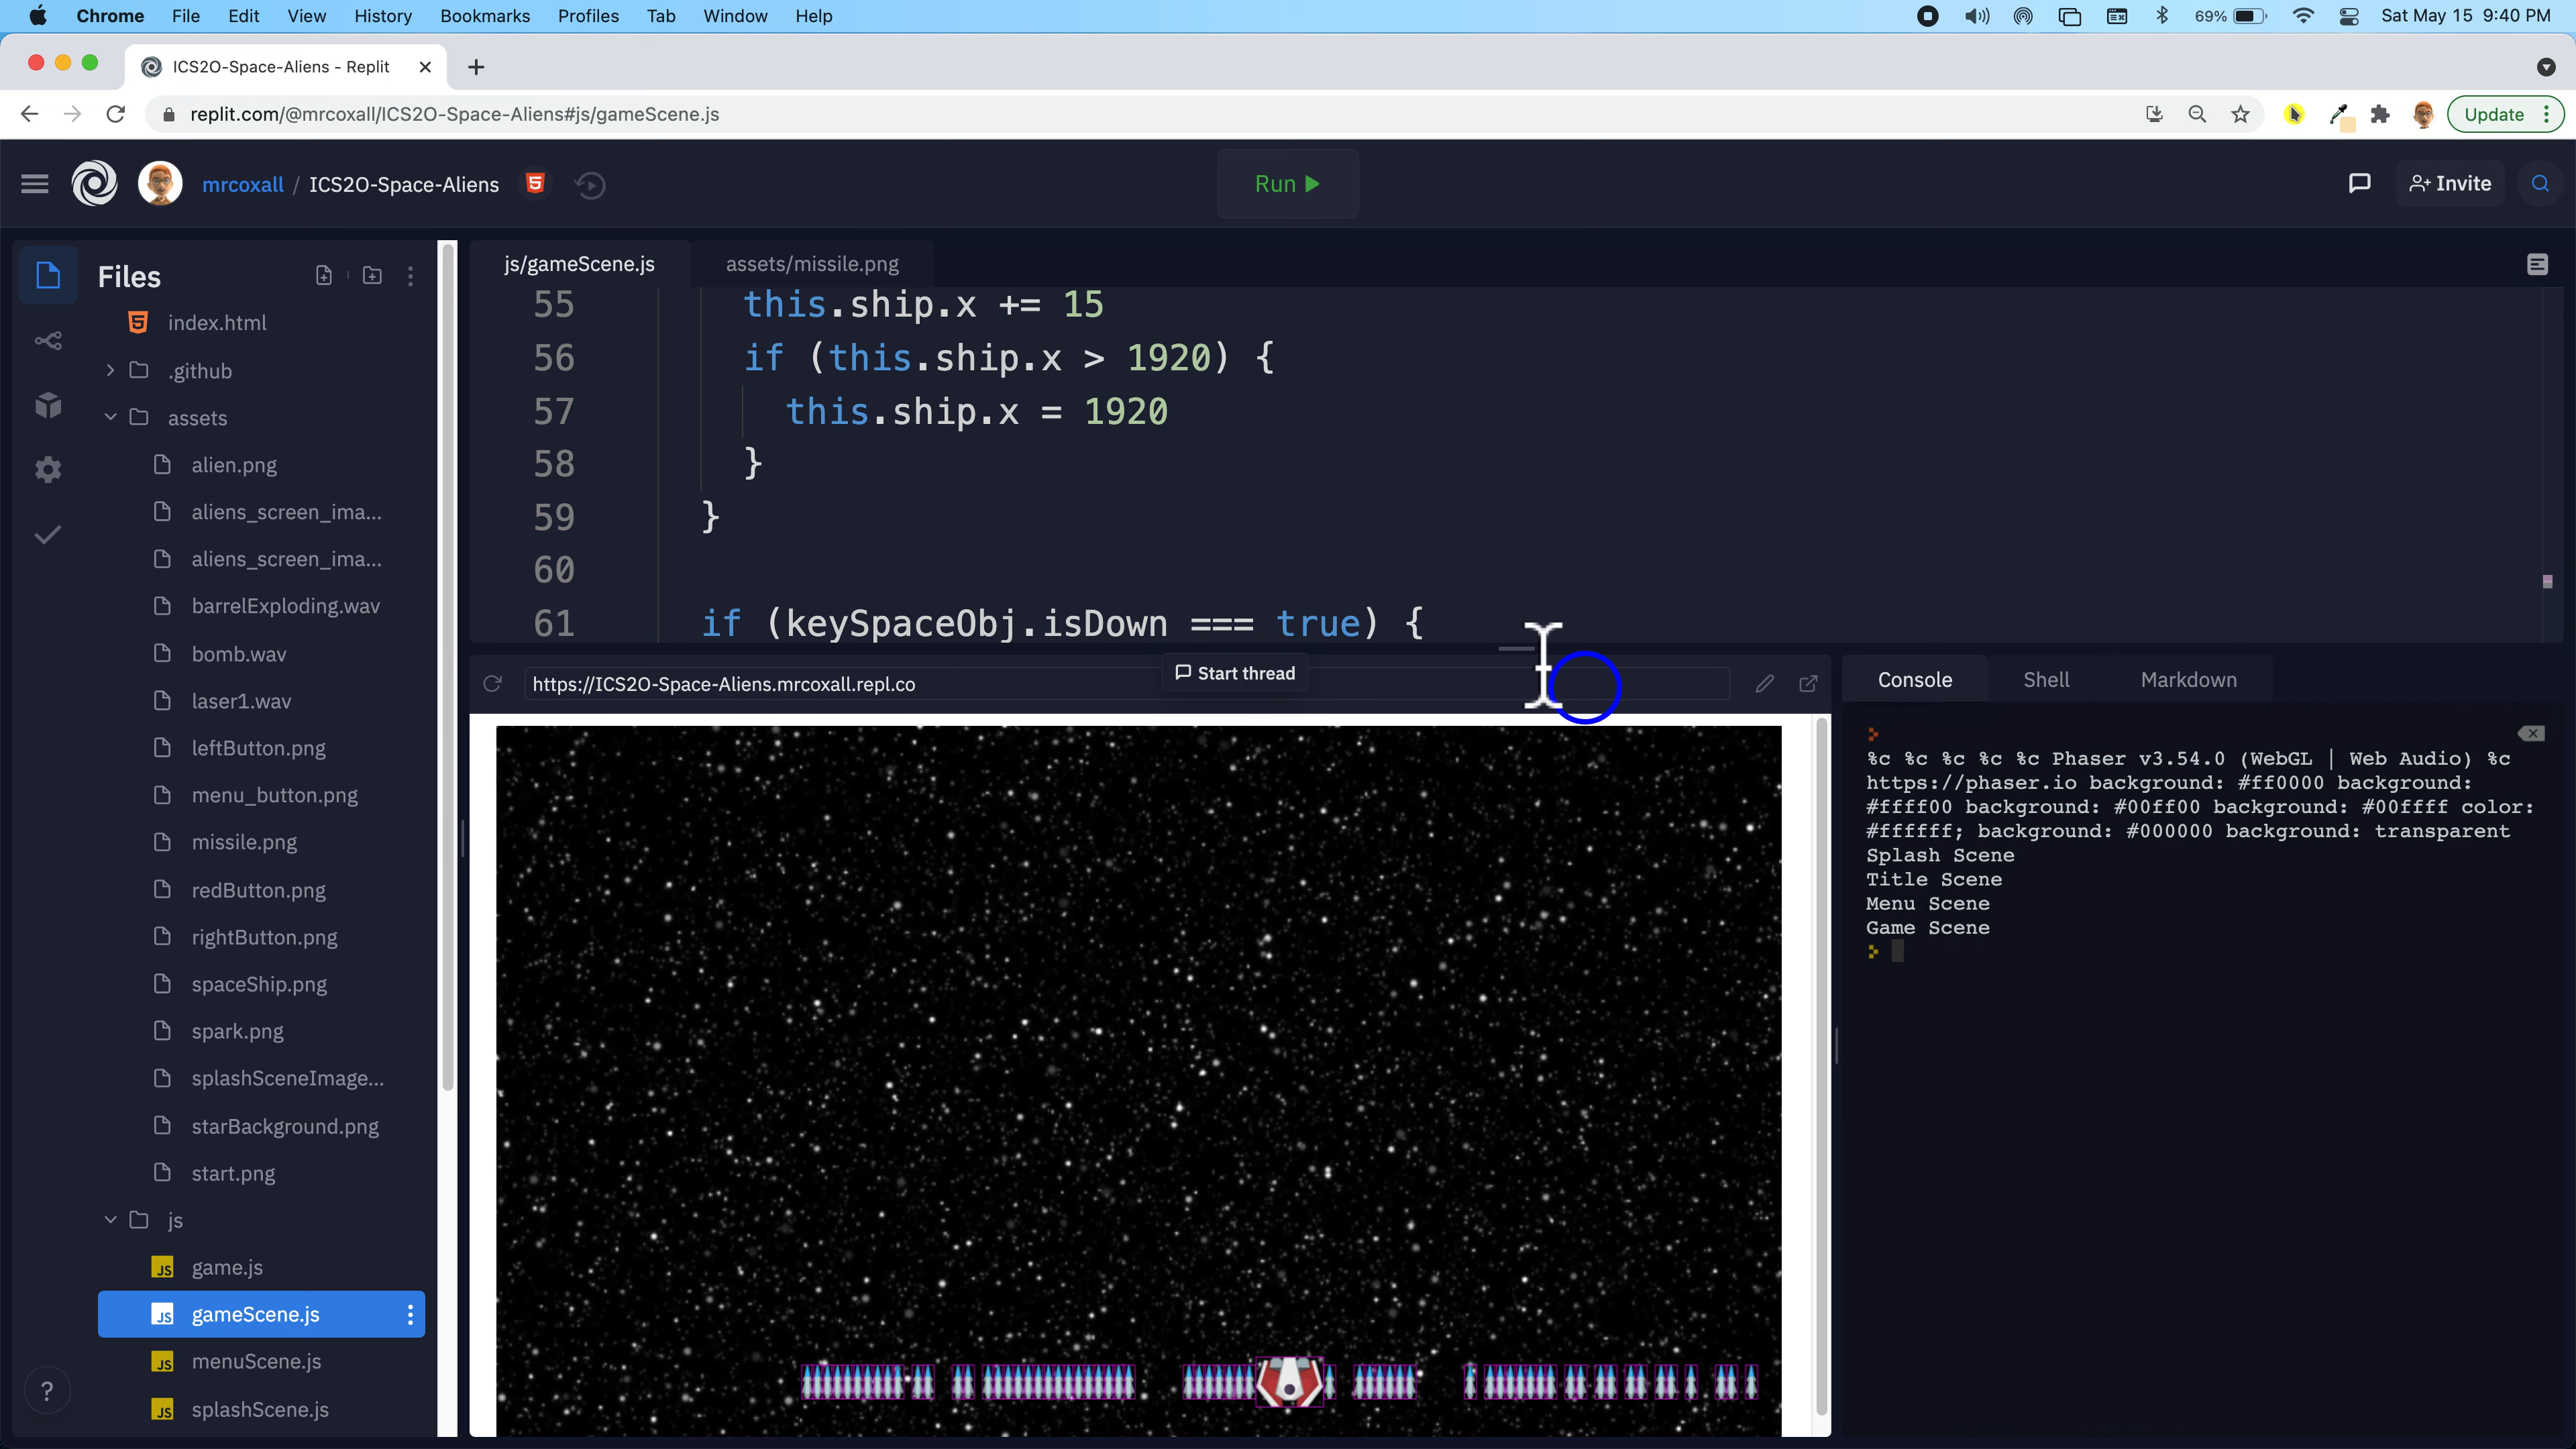 Chrome File Edit View History Bookmarks Profiles Tab Window Help 69% Sat May 15 9:40 PM
ICS2O-Space-Aliens - Replit
replit.com/@mrcoxall/ICS2O-Space-Aliens#js/gameScene.js Update
mrcoxall / ICS2O-Space-Aliens Run Invite
Files
index.html
.github
assets
alien.png
aliens_screen_ima...
aliens_screen_ima...
barrelExploding.wav
bomb.wav
laser1.wav
leftButton.png
menu_button.png
missile.png
redButton.png
rightButton.png
spaceShip.png
spark.png
splashSceneImage...
starBackground.png
start.png
js
JS game.js
JS gameScene.js
JS menuScene.js
JS splashScene.js
?
js/gameScene.js assets/missile.png
55 this.ship.x += 15
56 if (this.ship.x > 1920) {
57 this.ship.x = 1920
58 }
59 }
60
61 if (keySpaceObj.isDown === true) {
Start thread
https://ICS2O-Space-Aliens.mrcoxall.repl.co
Console Shell Markdown
%c %c %c %c %c Phaser v3.54.0 (WebGL | Web Audio) %c
https://phaser.io background: #ff0000 background:
#ffff00 background: #00ff00 background: #00ffff color:
#ffffff; background: #000000 background: transparent
Splash Scene
Title Scene
Menu Scene
Game Scene